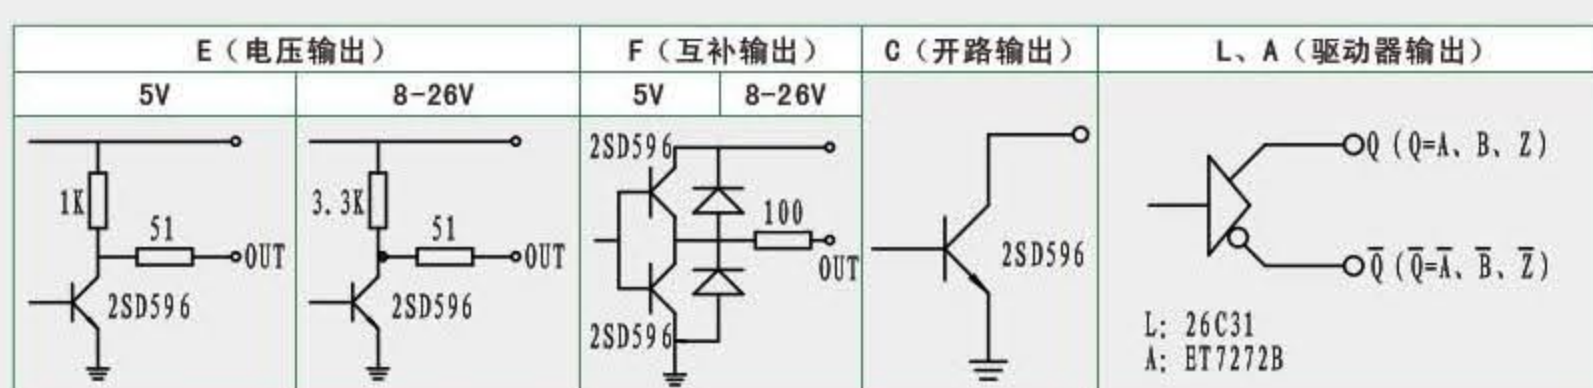 E（电压输出）
F（互补输出）
C（开路输出）
L、A（驱动器输出）
5V
8-26V
5V
8-26V
1K
51
OUT
2SD596
3.3K
51
OUT
2SD596
2SD596
100
OUT
2SD596
2SD596
Q（Q=A、B、Z）
Q̅（Q̅=A̅、B̅、Z̅）
L: 26C31
A: ET7272B